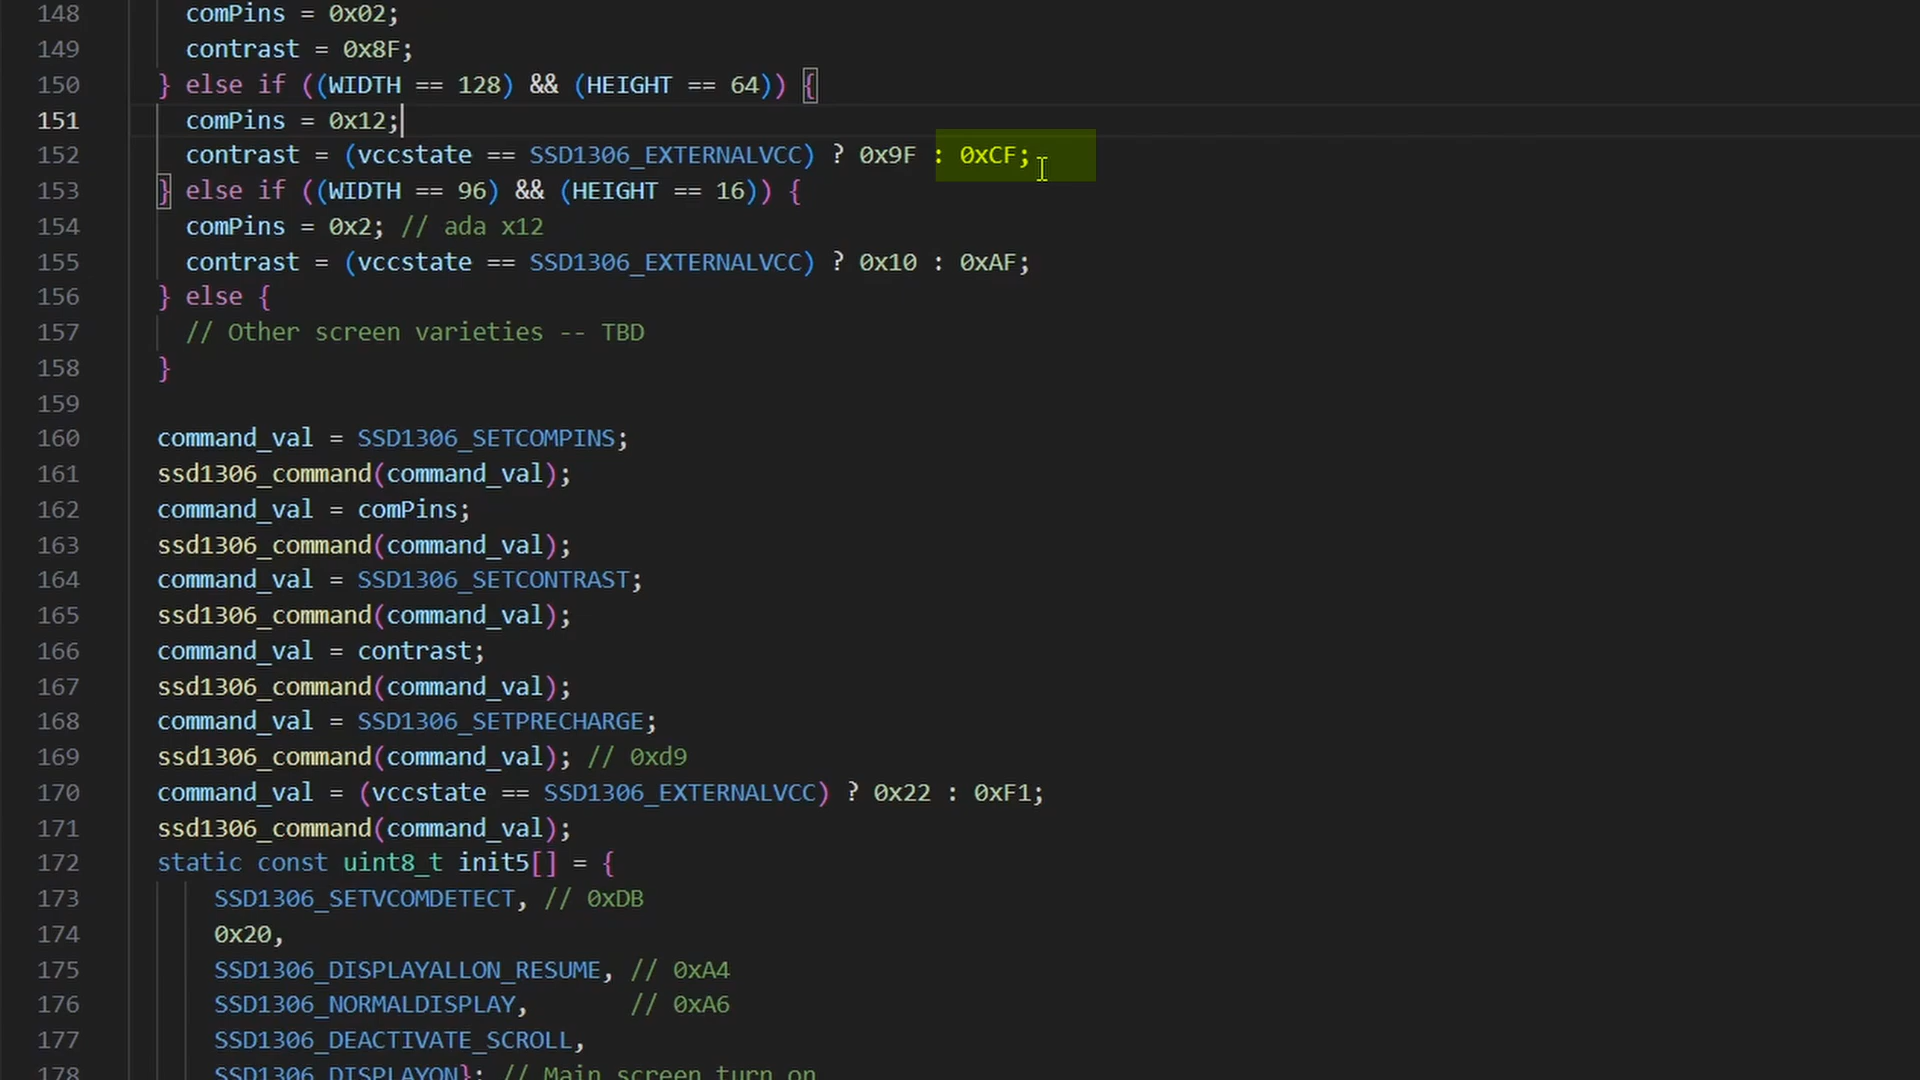 148 comPins = 0x02;
149 contrast = 0x8F;
150 } else if ((WIDTH == 128) && (HEIGHT == 64)) {
151 comPins = 0x12;
152 contrast = (vccstate == SSD1306_EXTERNALVCC) ? 0x9F : 0xCF;
153 } else if ((WIDTH == 96) && (HEIGHT == 16)) {
154 comPins = 0x2; // ada x12
155 contrast = (vccstate == SSD1306_EXTERNALVCC) ? 0x10 : 0xAF;
156 } else {
157 // Other screen varieties -- TBD
158 }
159
160 command_val = SSD1306_SETCOMPINS;
161 ssd1306_command(command_val);
162 command_val = comPins;
163 ssd1306_command(command_val);
164 command_val = SSD1306_SETCONTRAST;
165 ssd1306_command(command_val);
166 command_val = contrast;
167 ssd1306_command(command_val);
168 command_val = SSD1306_SETPRECHARGE;
169 ssd1306_command(command_val); // 0xd9
170 command_val = (vccstate == SSD1306_EXTERNALVCC) ? 0x22 : 0xF1;
171 ssd1306_command(command_val);
172 static const uint8_t init5[] = {
173 SSD1306_SETVCOMDETECT, // 0xDB
174 0x20,
175 SSD1306_DISPLAYALLON_RESUME, // 0xA4
176 SSD1306_NORMALDISPLAY, // 0xA6
177 SSD1306_DEACTIVATE_SCROLL,
178 SSD1306_DISPLAYON}; // Main screen turn on